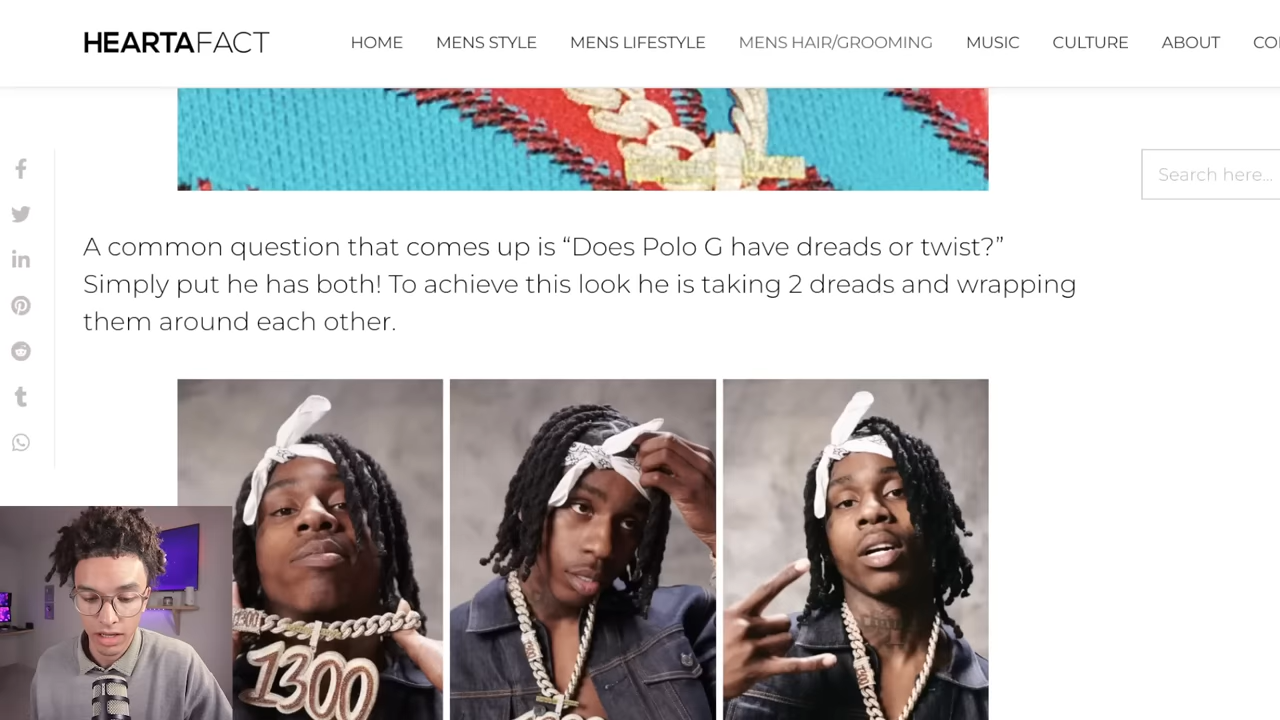 HEARTAFACT
HOME MENS STYLE MENS LIFESTYLE MENS HAIR/GROOMING MUSIC CULTURE ABOUT CO
Search here...
A common question that comes up is “Does Polo G have dreads or twist?”
Simply put he has both! To achieve this look he is taking 2 dreads and wrapping
them around each other.
1300